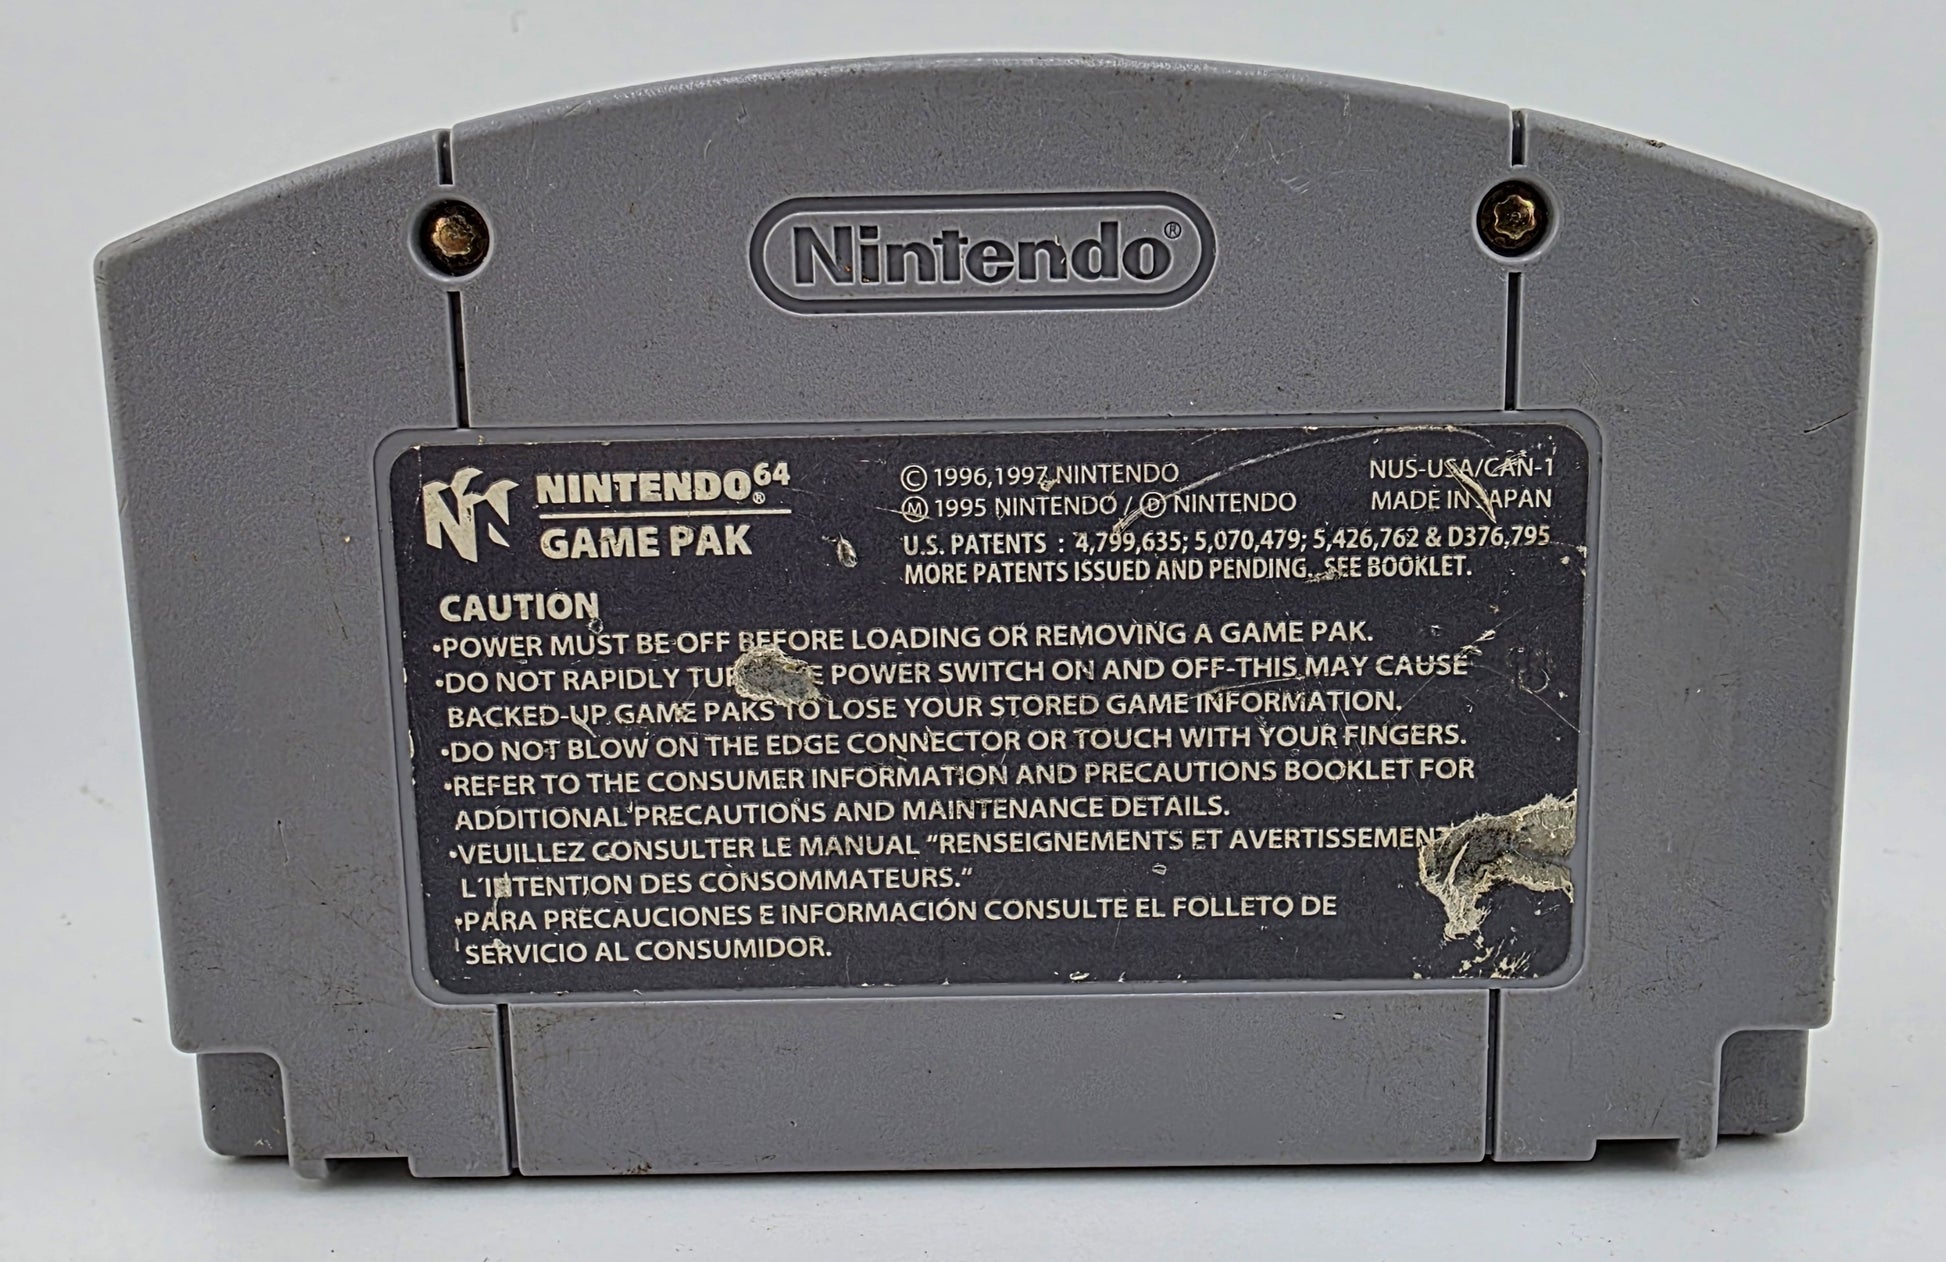 Nintendo®
NINTENDO⁶⁴®
GAME PAK
© 1996,1997 NINTENDO
Ⓜ 1995 NINTENDO / Ⓓ NINTENDO
NUS-USA/CAN-1
MADE IN JAPAN
U.S. PATENTS : 4,799,635; 5,070,479; 5,426,762 & D376,795
MORE PATENTS ISSUED AND PENDING. SEE BOOKLET.
CAUTION
•POWER MUST BE OFF BEFORE LOADING OR REMOVING A GAME PAK.
•DO NOT RAPIDLY POWER SWITCH ON AND OFF-THIS MAY CAUSE
BACKED-UP GAME PAKS TO LOSE YOUR STORED GAME INFORMATION.
•DO NOT BLOW ON THE EDGE CONNECTOR OR TOUCH WITH YOUR FINGERS.
•REFER TO THE CONSUMER INFORMATION AND PRECAUTIONS BOOKLET FOR
ADDITIONAL PRECAUTIONS AND MAINTENANCE DETAILS.
•VEUILLEZ CONSULTER LE MANUAL "RENSEIGNEMENTS ET
L'INTENTION DES CONSOMMATEURS."
•PARA PRECAUCIONES E INFORMACIÓN CONSULTE EL FOLLETO DE
SERVICIO AL CONSUMIDOR.